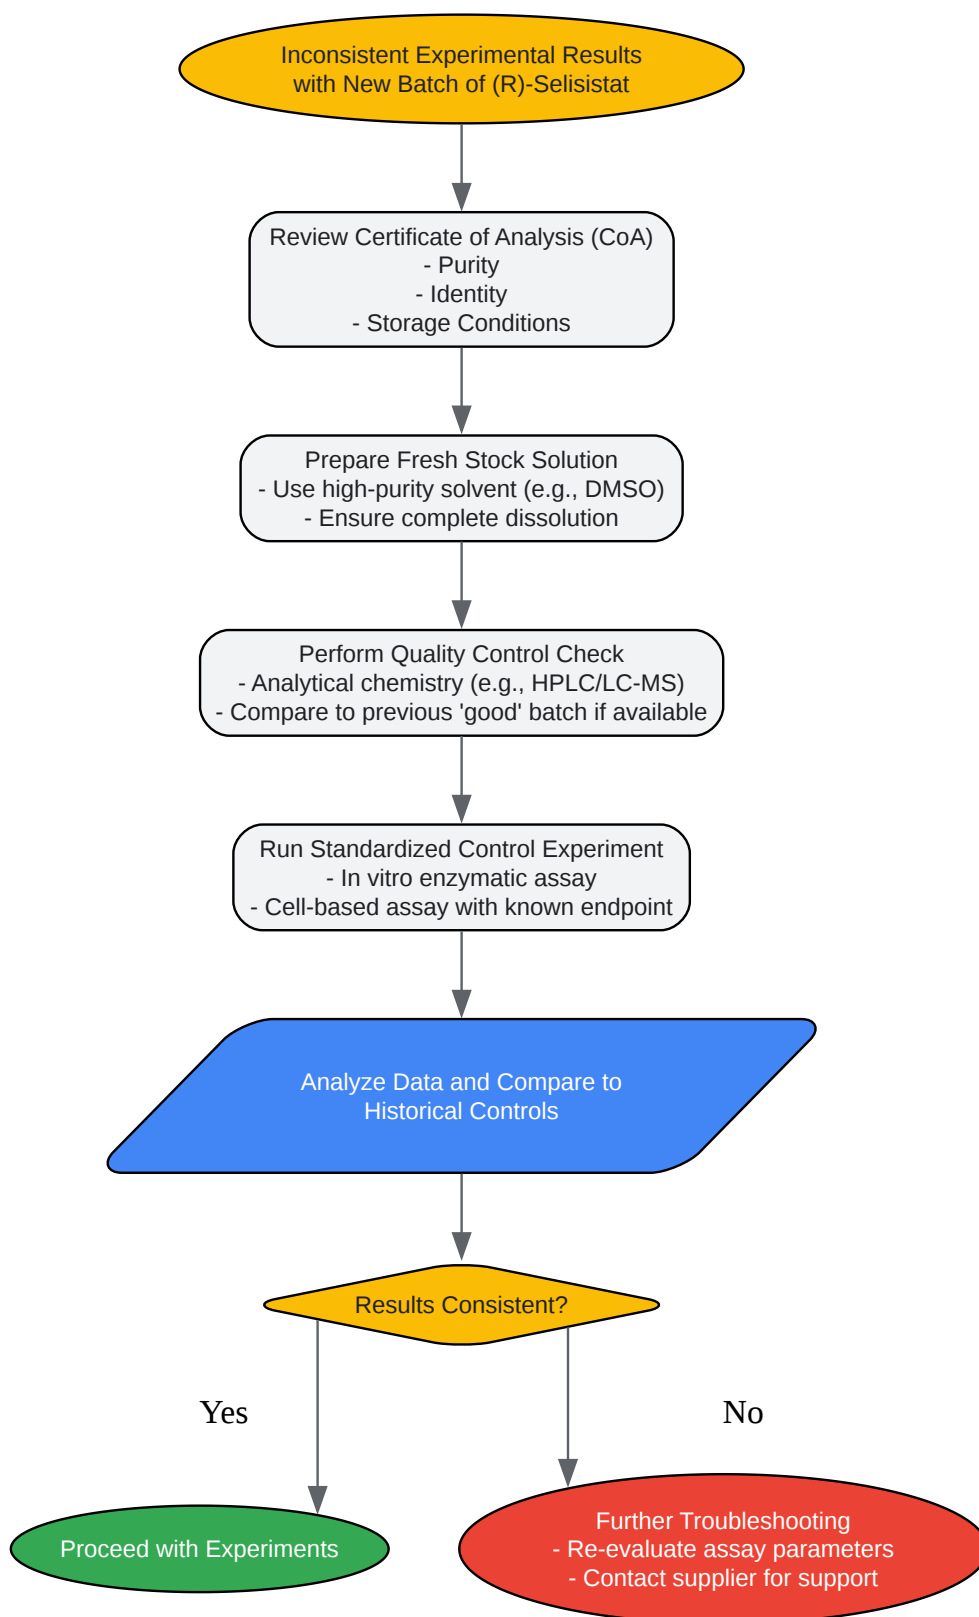 Inconsistent Experimental Results
with New Batch of (R)-Selisistat
Review Certificate of Analysis (CoA)
- Purity
- Identity
- Storage Conditions
Prepare Fresh Stock Solution
- Use high-purity solvent (e.g., DMSO)
- Ensure complete dissolution
Perform Quality Control Check
- Analytical chemistry (e.g., HPLC/LC-MS)
- Compare to previous 'good' batch if available
Run Standardized Control Experiment
- In vitro enzymatic assay
- Cell-based assay with known endpoint
Analyze Data and Compare to
Historical Controls
Results Consistent?
Yes
No
Proceed with Experiments
Further Troubleshooting
- Re-evaluate assay parameters
- Contact supplier for support